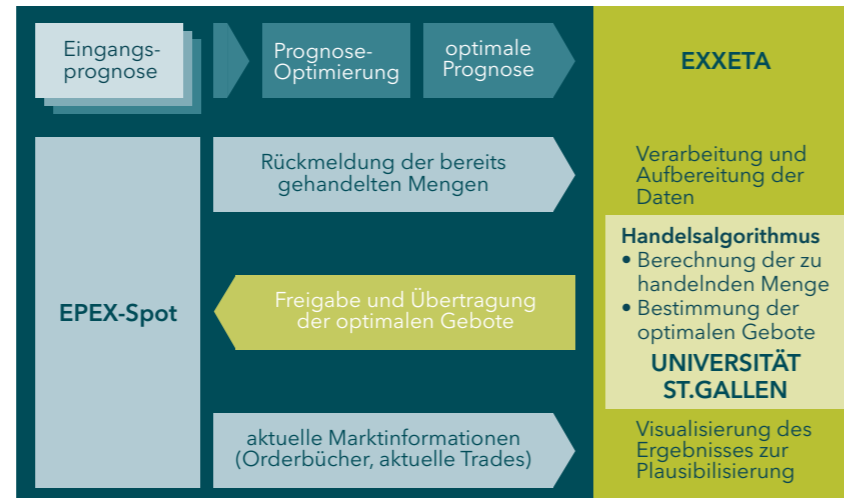 Eingangs-
prognose
Prognose-
Optimierung
optimale
Prognose
EXXETA
EPEX-Spot
Rückmeldung der bereits
gehandelten Mengen
Freigabe und Übertragung
der optimalen Gebote
aktuelle Marktinformationen
(Orderbücher, aktuelle Trades)
Verarbeitung und
Aufbereitung der
Daten
Handelsalgorithmus
• Berechnung der zu
handelnden Menge
• Bestimmung der
optimalen Gebote
UNIVERSITÄT
ST.GALLEN
Visualisierung des
Ergebnisses zur
Plausibilisierung